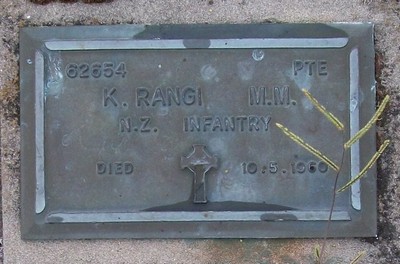 62654 PTE
K. RANGI M.M.
N.Z. INFANTRY
DIED 10.5.1960